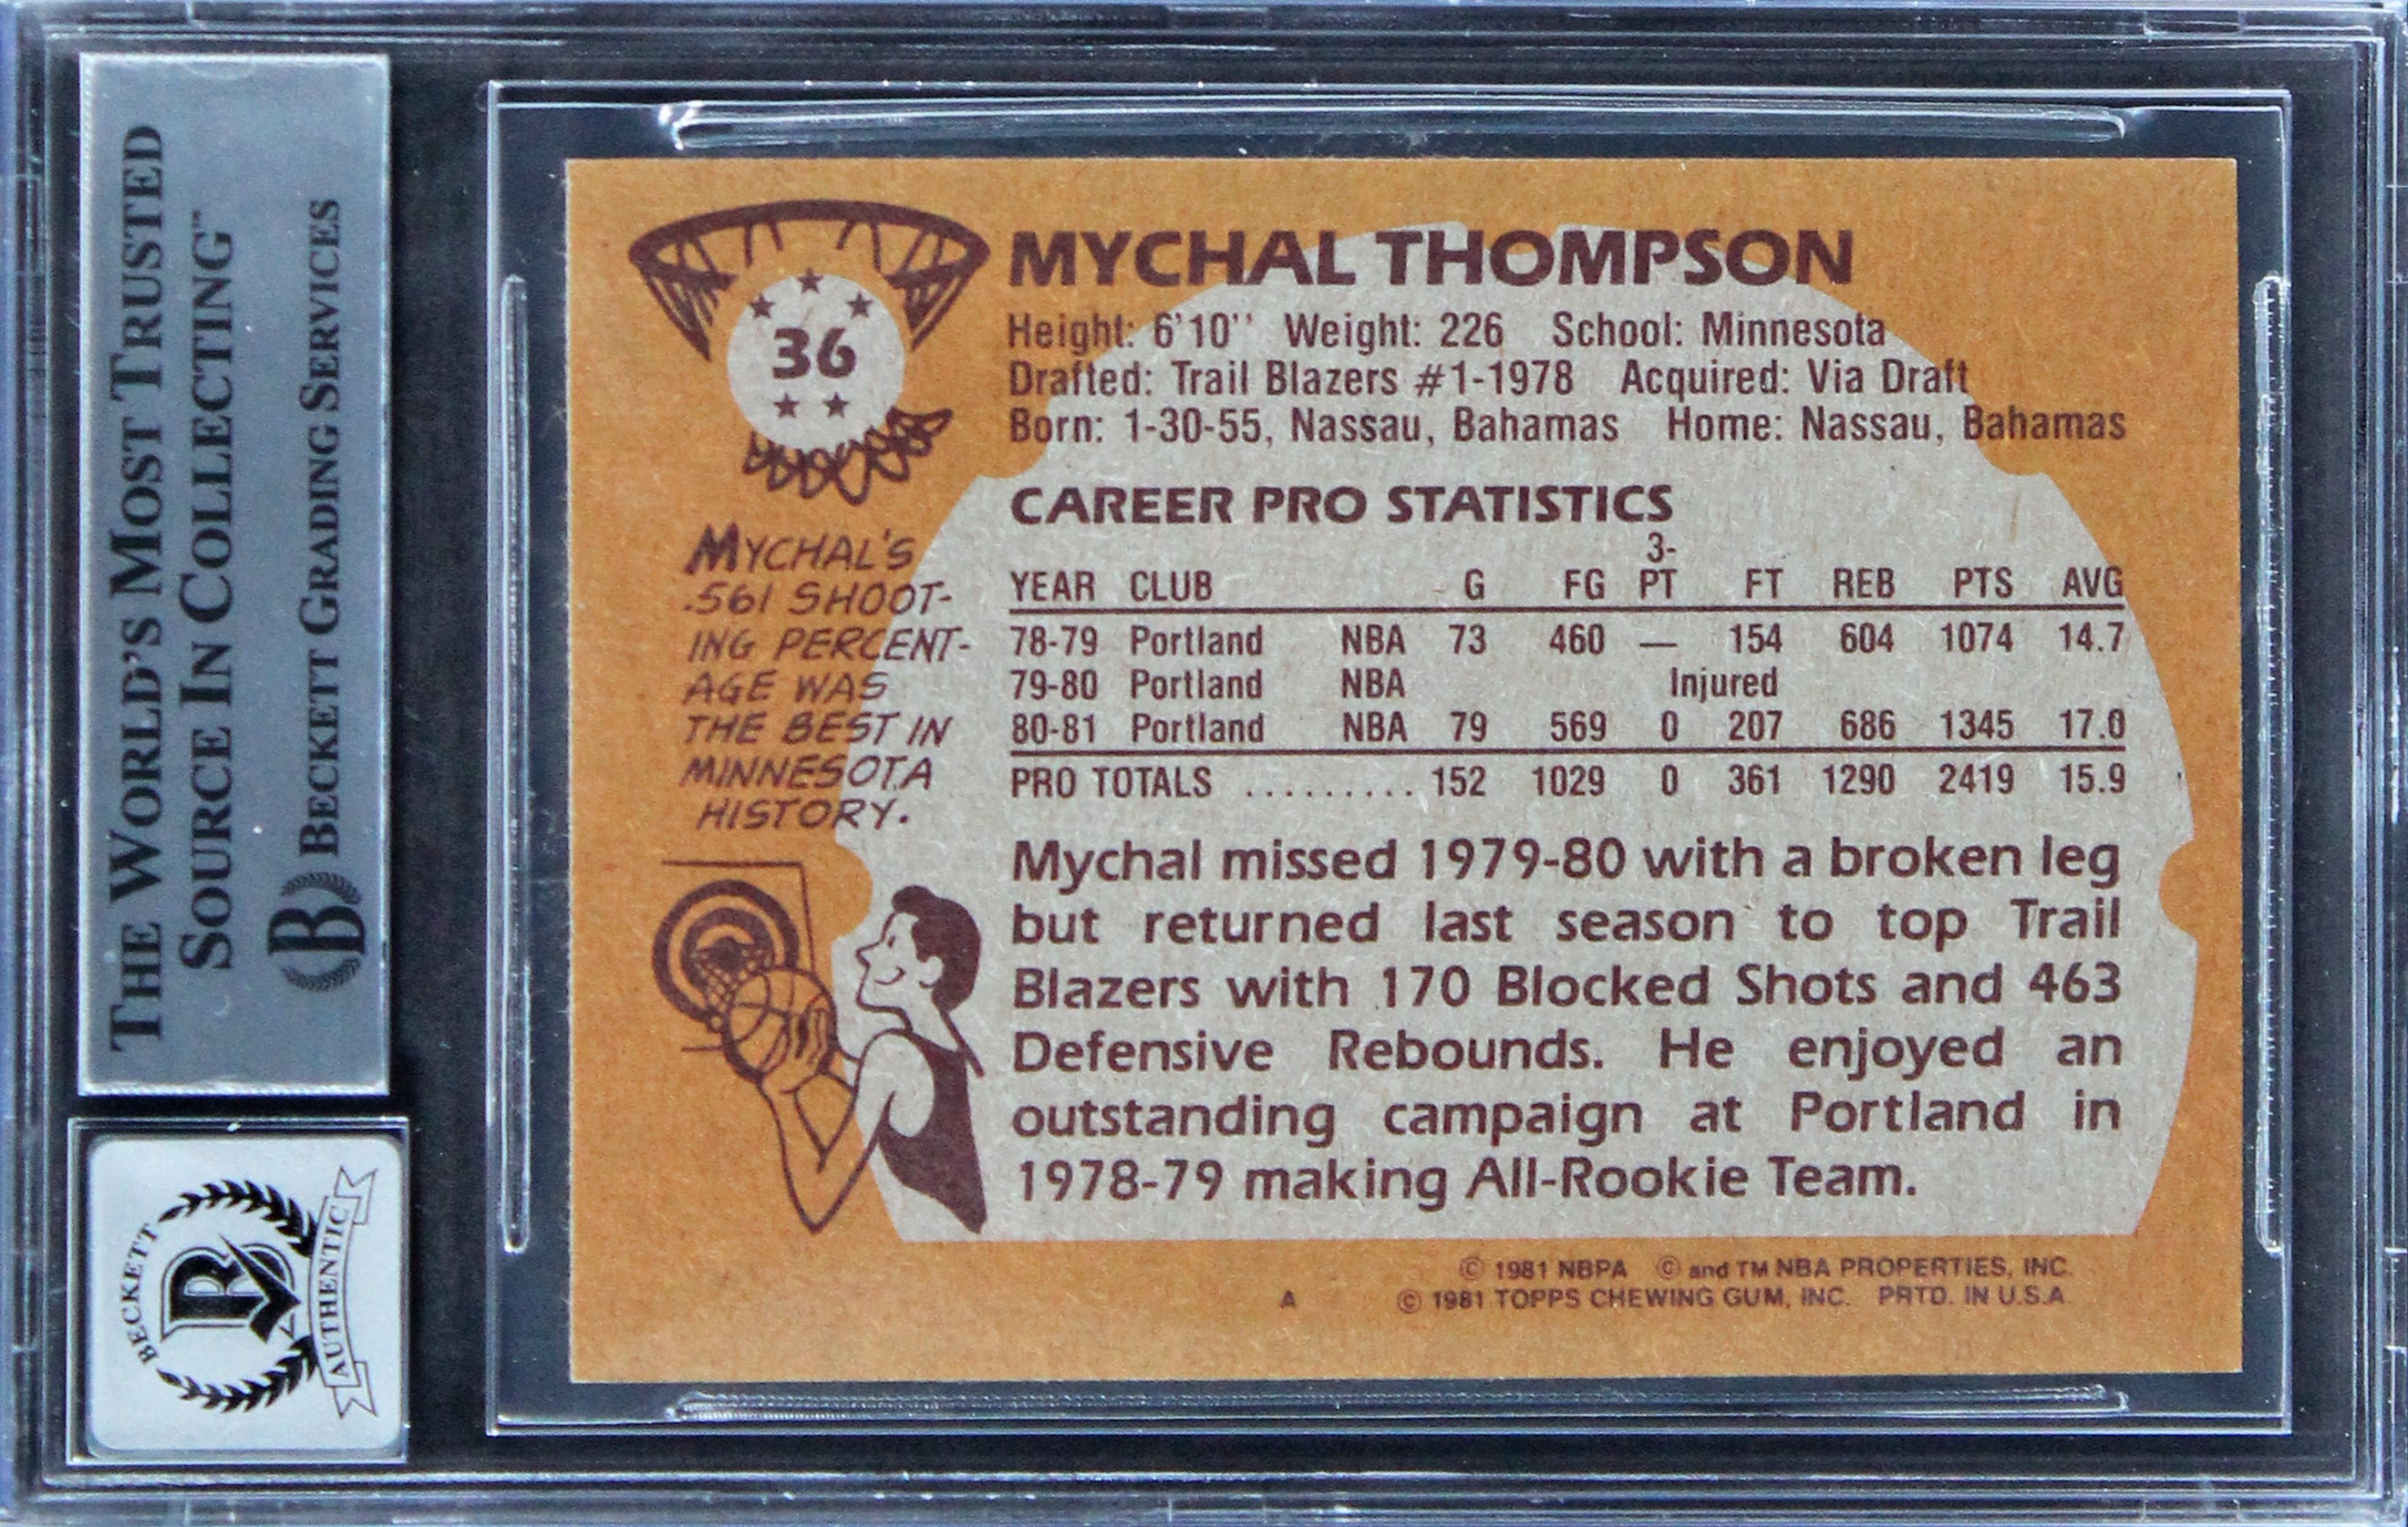 THE WORLD'S MOST TRUSTED
SOURCE IN COLLECTING™
B BECKETT GRADING SERVICES
BECKETT
B
AUTHENTIC
36
MYCHAL THOMPSON
Height: 6'10'' Weight: 226 School: Minnesota
Drafted: Trail Blazers #1-1978 Acquired: Via Draft
Born: 1-30-55, Nassau, Bahamas Home: Nassau, Bahamas
MYCHAL'S
.561 SHOOT-
ING PERCENT-
AGE WAS
THE BEST IN
MINNESOTA
HISTORY.
CAREER PRO STATISTICS
YEAR CLUB G FG 3-PT FT REB PTS AVG
78-79 Portland NBA 73 460 — 154 604 1074 14.7
79-80 Portland NBA Injured
80-81 Portland NBA 79 569 0 207 686 1345 17.0
PRO TOTALS ......... 152 1029 0 361 1290 2419 15.9
Mychal missed 1979-80 with a broken leg
but returned last season to top Trail
Blazers with 170 Blocked Shots and 463
Defensive Rebounds. He enjoyed an
outstanding campaign at Portland in
1978-79 making All-Rookie Team.
© 1981 NBPA © and TM NBA PROPERTIES, INC.
A © 1981 TOPPS CHEWING GUM, INC. PRTD. IN U.S.A.